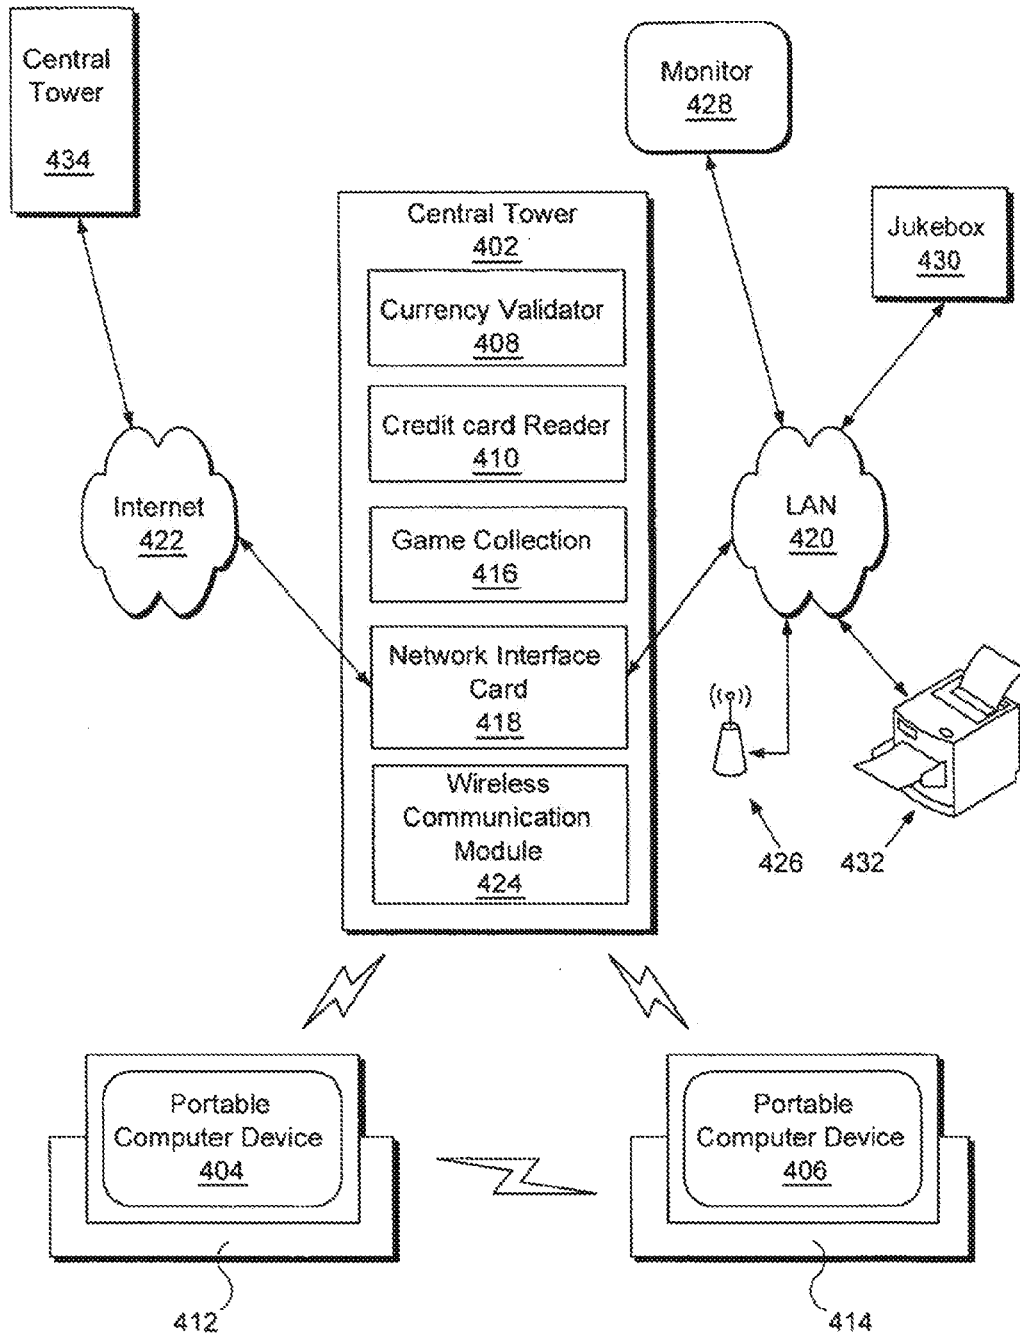 Central
Tower
434
Monitor
428
Jukebox
430
Central Tower
402
Currency Validator
408
Credit card Reader
410
Game Collection
416
Network Interface
Card
418
Wireless
Communication
Module
424
Internet
422
LAN
420
426
432
Portable
Computer Device
404
Portable
Computer Device
406
412
414